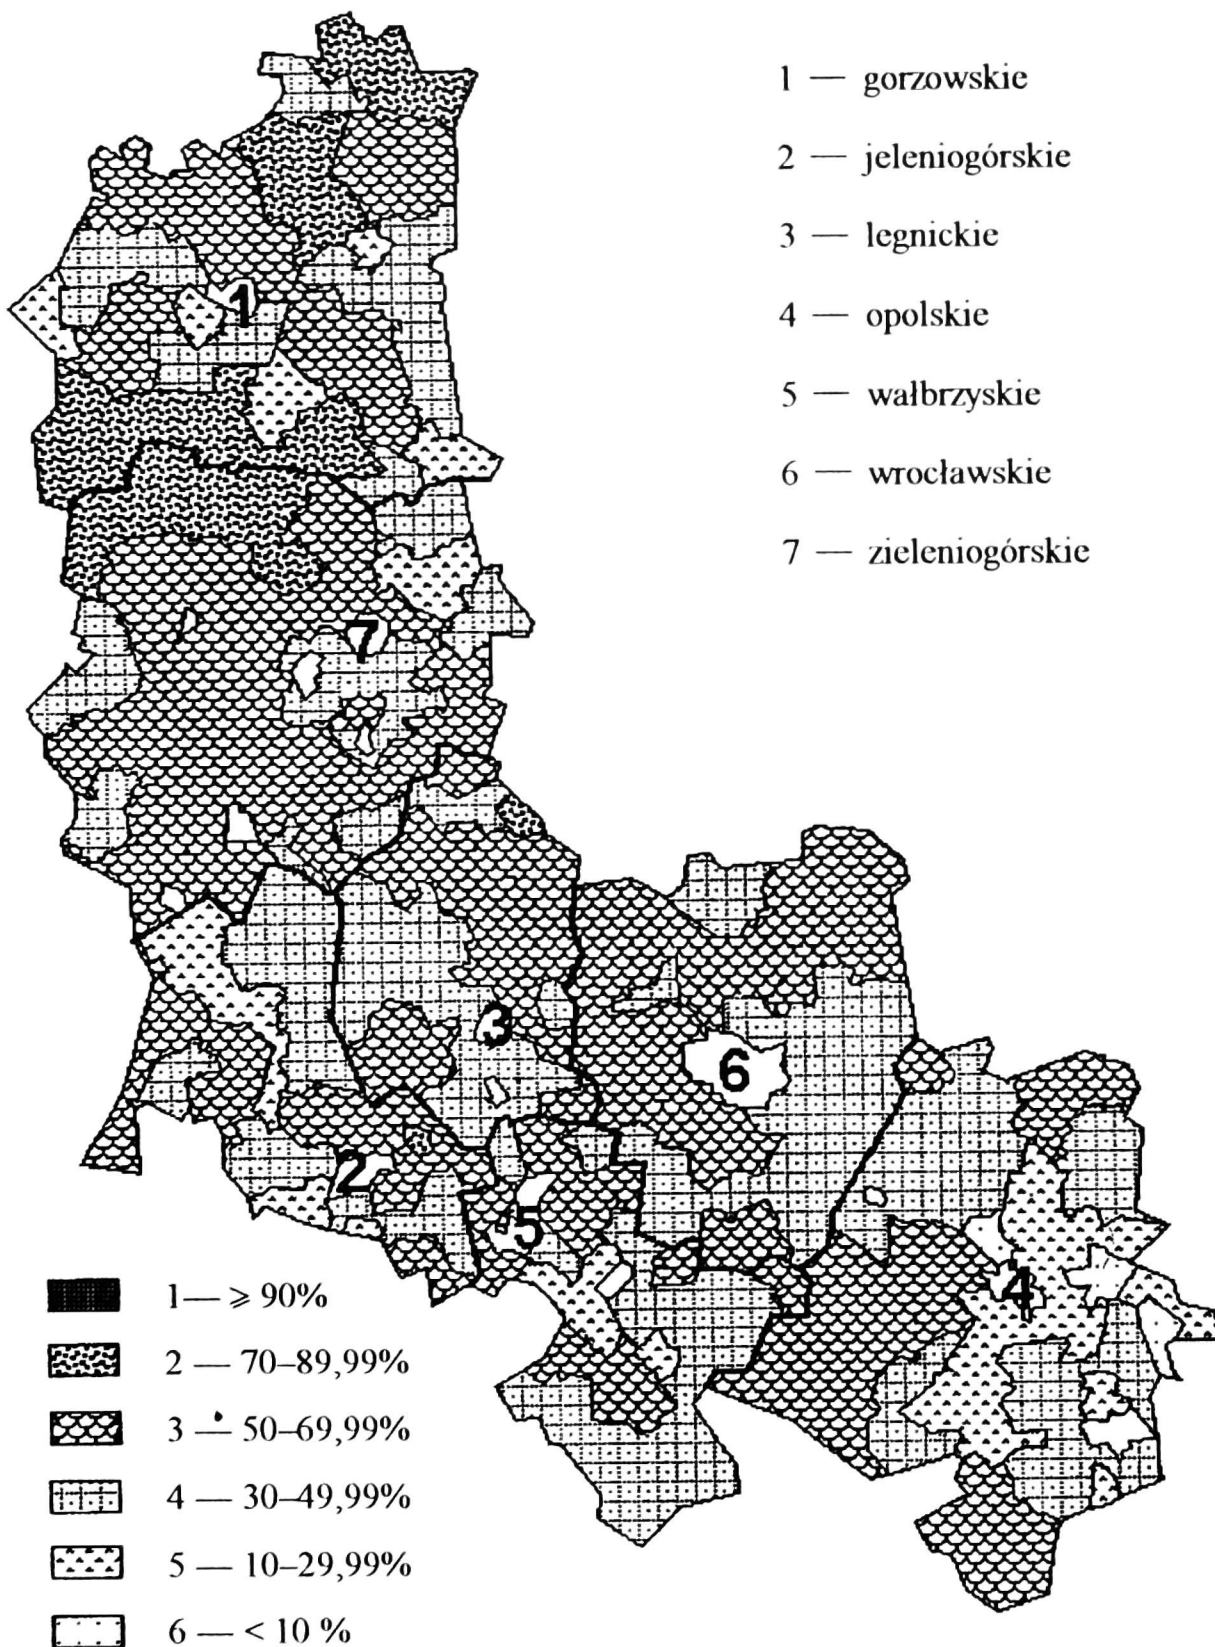 1 — gorzowskie
2 — jeleniogórskie
3 — legnickie
4 — opolskie
5 — wałbrzyskie
6 — wrocławskie
7 — zieleniogórskie
1
7
3
6
2
5
4
1 — ⩾ 90%
2 — 70–89,99%
3 — 50–69,99%
4 — 30–49,99%
5 — 10–29,99%
6 — < 10 %